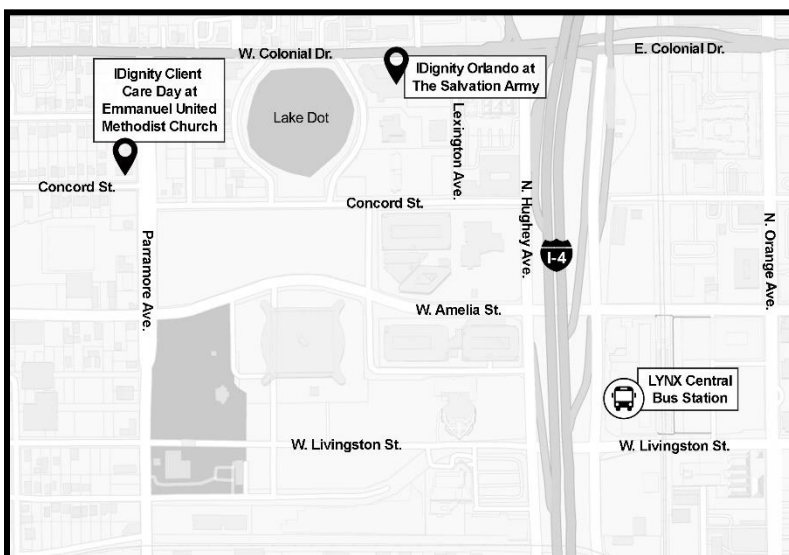 W. Colonial Dr.
E. Colonial Dr.
IDignity Client
Care Day at
Emmanuel United
Methodist Church
IDignity Orlando at
The Salvation Army
Lake Dot
Lexington Ave.
Concord St.
Concord St.
N. Hughey Ave.
Parramore Ave.
I-4
N. Orange Ave.
W. Amelia St.
LYNX Central
Bus Station
W. Livingston St.
W. Livingston St.